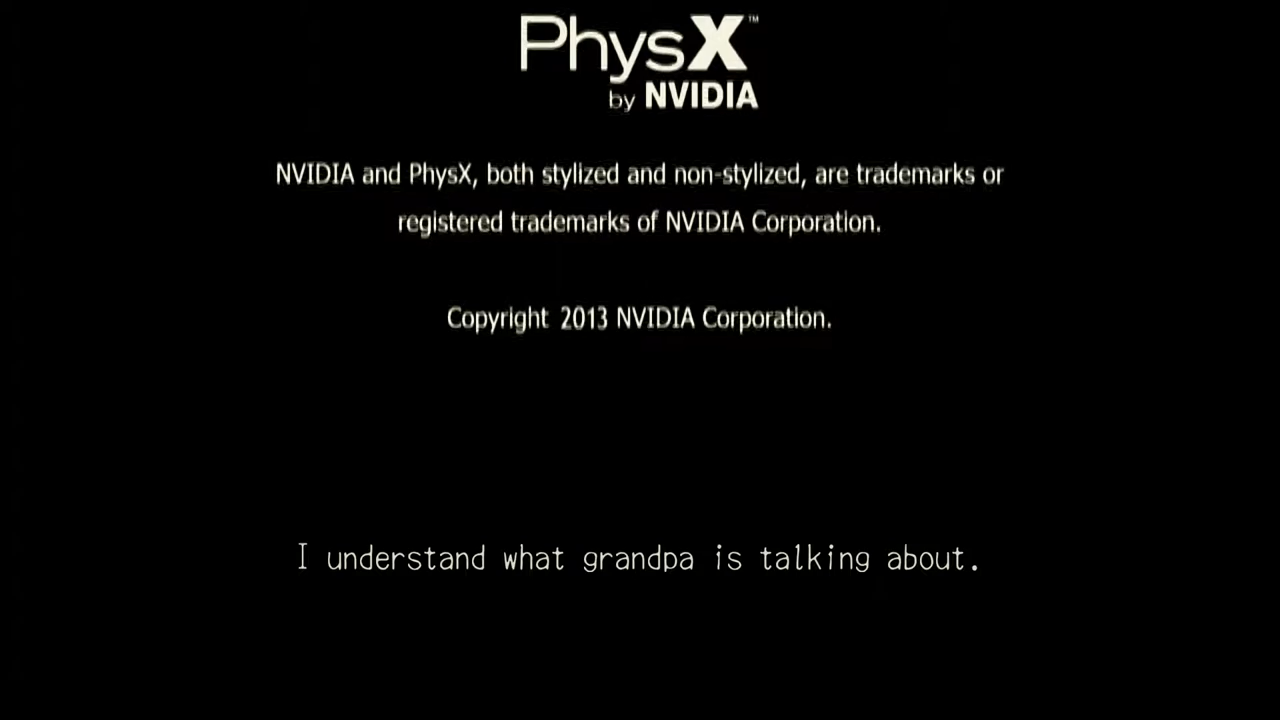 PhysX™
by NVIDIA
NVIDIA and PhysX, both stylized and non-stylized, are trademarks or
registered trademarks of NVIDIA Corporation.
Copyright 2013 NVIDIA Corporation.
I understand what grandpa is talking about.